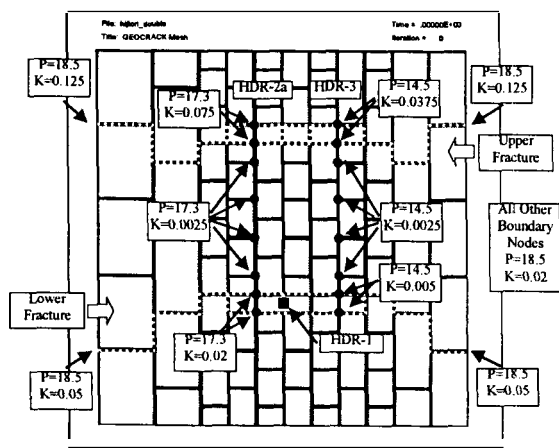 File: hijiori_double
Time = .00000E+00
Title: GEOCRACK Mesh
Iteration = 0
P=18.5
K=0.125
HDR-2a
HDR-3
P=17.3
K=0.075
P=14.5
K=0.0375
P=18.5
K=0.125
Upper
Fracture
P=17.3
K=0.0025
P=14.5
K=0.0025
All Other
Boundary
Nodes
P=18.5
K=0.02
P=14.5
K=0.005
Lower
Fracture
P=17.3
K=0.02
HDR-1
P=18.5
K=0.05
P=18.5
K=0.05